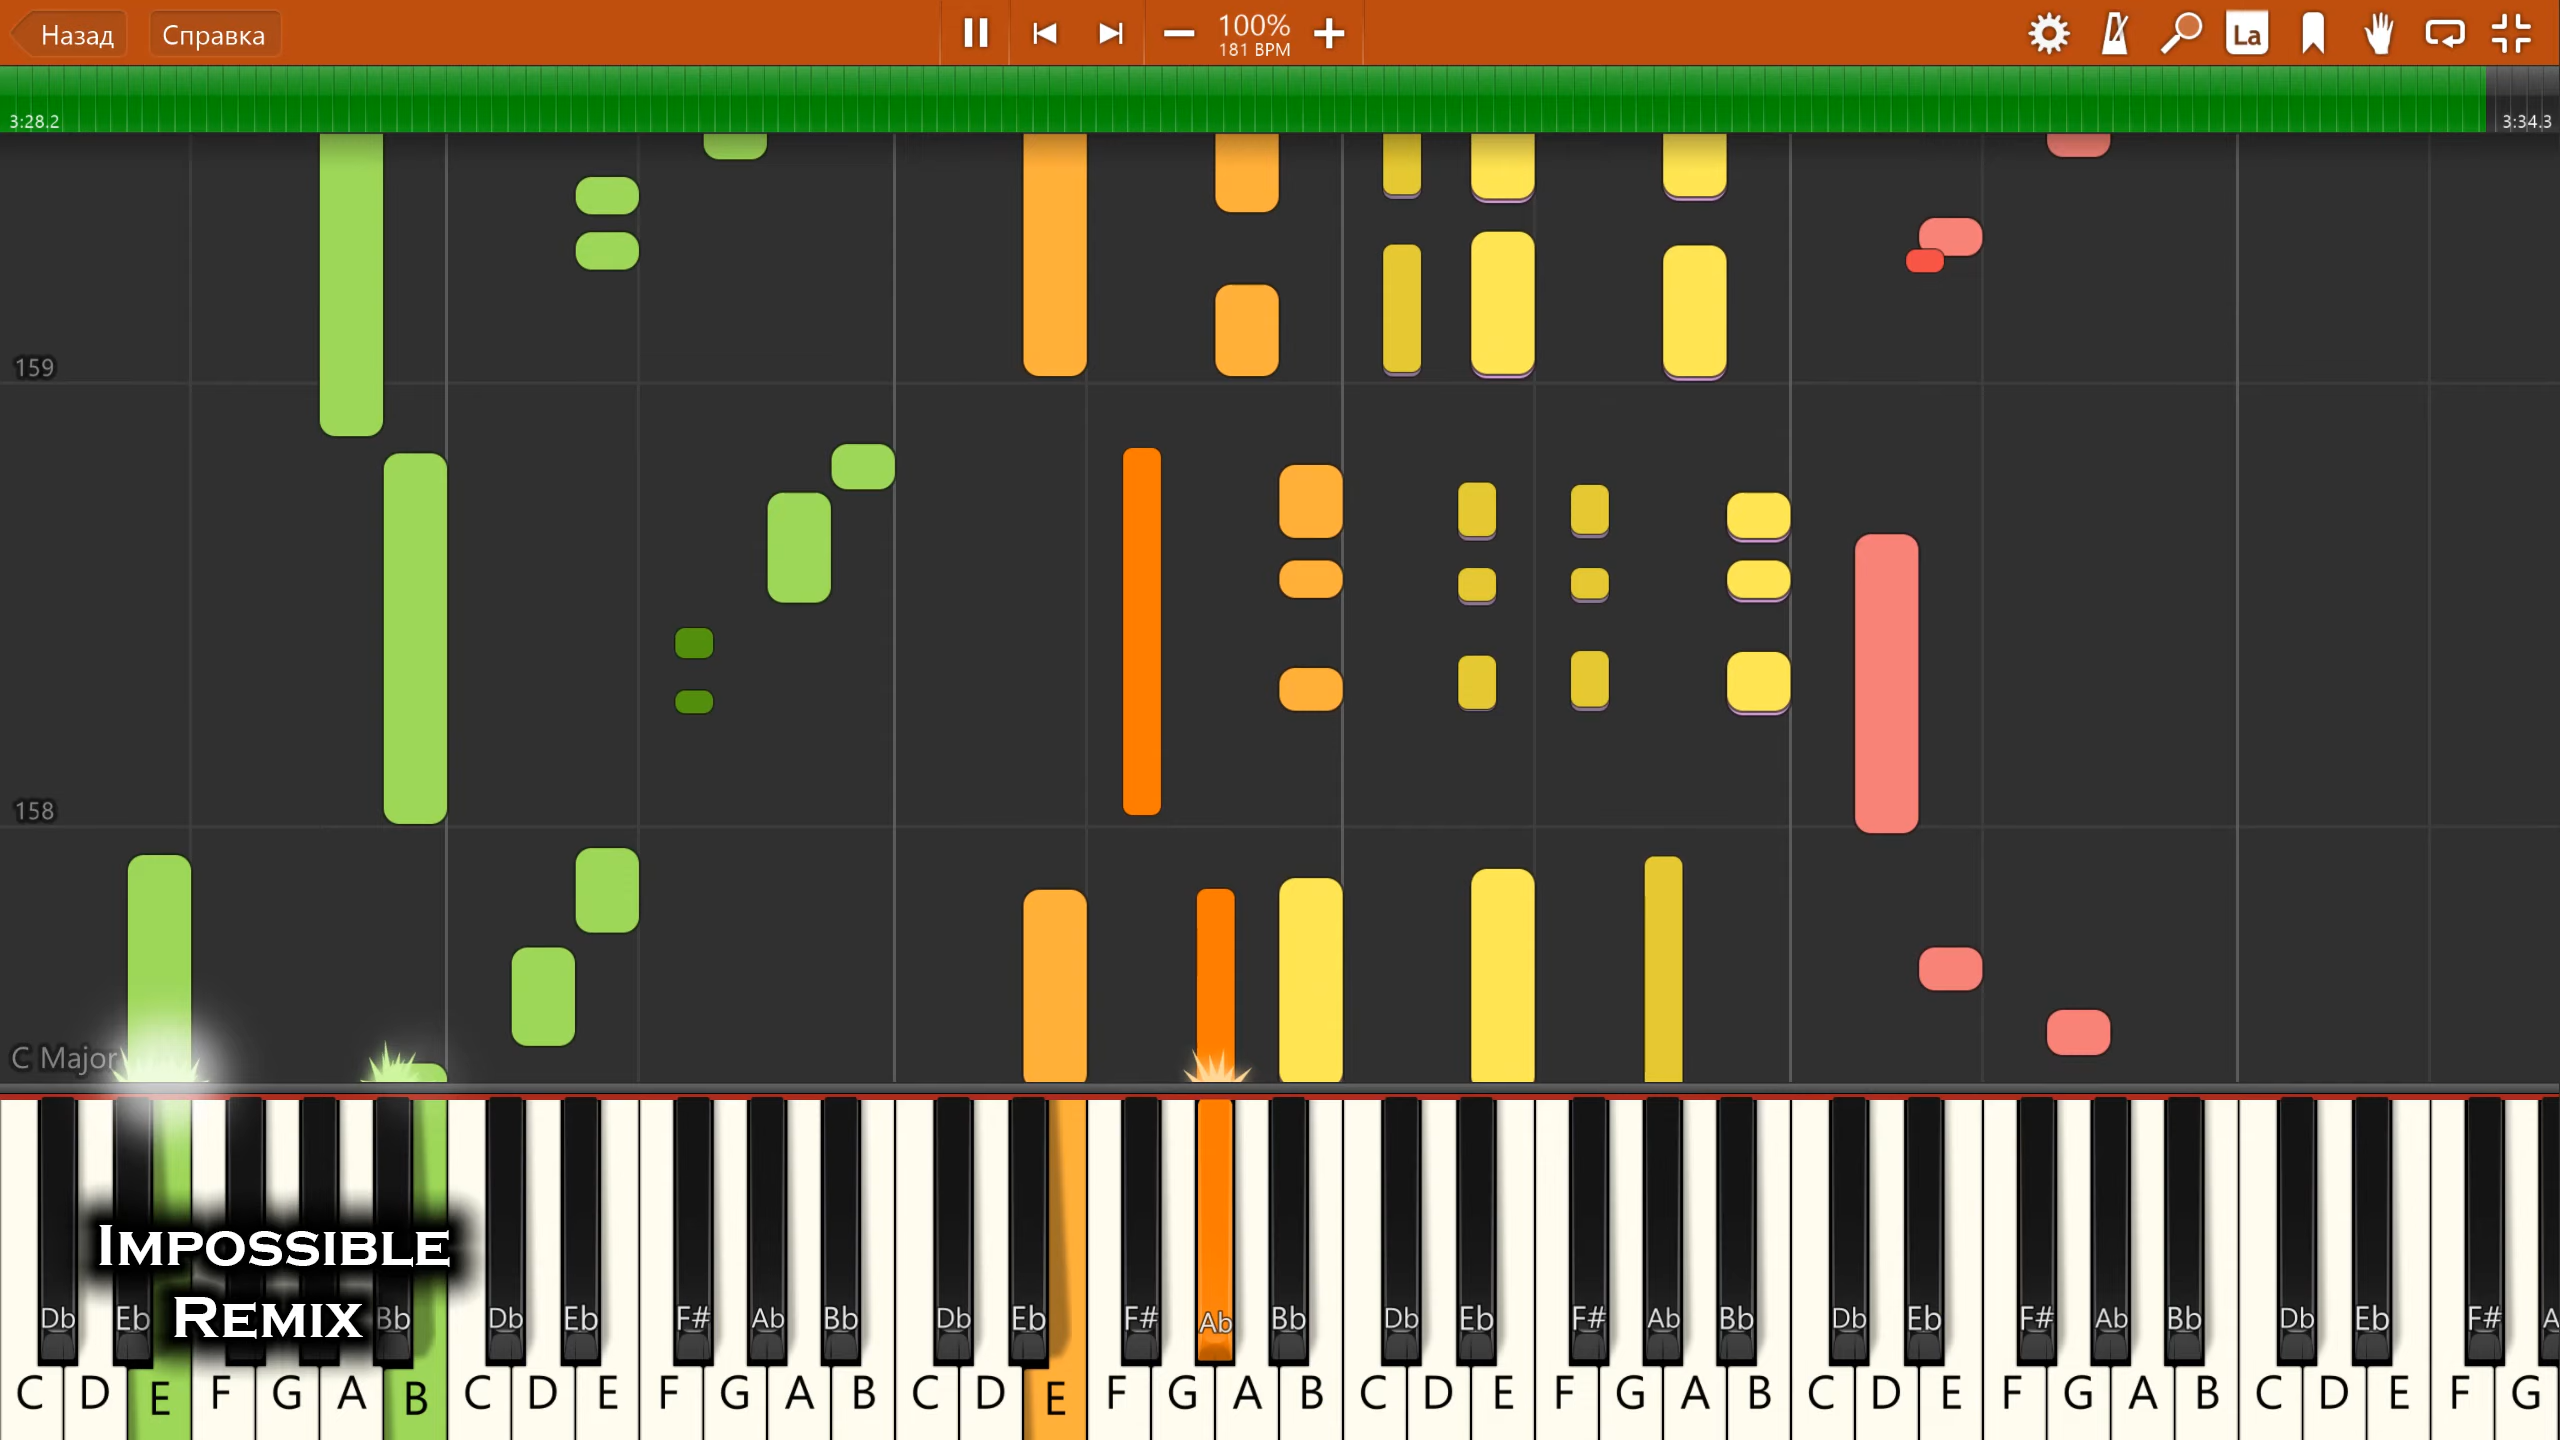 Назад Справка 100% La
181 BPM
3:28.2 3:34.3
159
158
C Major
Impossible
Remix
Db Eb Bb Db Eb F# Ab Bb Db Eb F# Ab Bb Db Eb F# Ab Bb Db Eb F# Ab Bb Db Eb F# A
C D E F G A B C D E F G A B C D E F G A B C D E F G A B C D E F G A B C D E F G